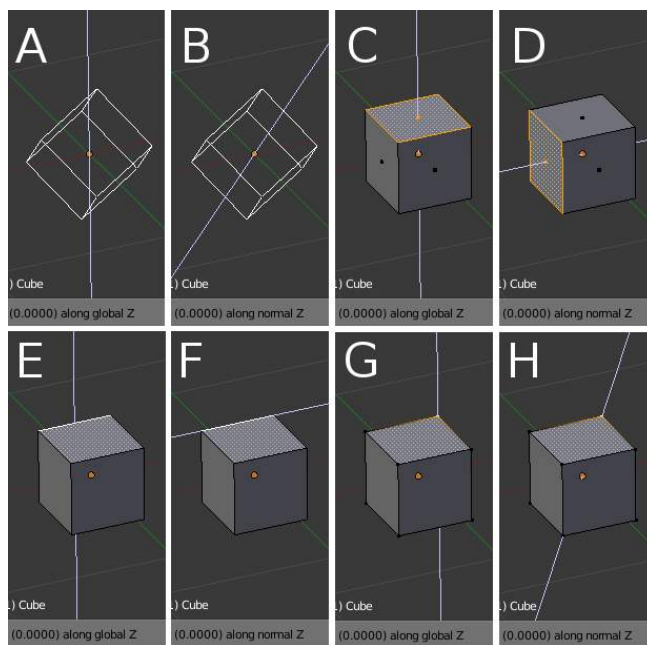 A B C D
) Cube
.) Cube
.) Cube
.) Cube
(0.0000) along global Z
(0.0000) along normal Z
(0.0000) along global Z
(0.0000) along normal Z
E F G H
) Cube
.) Cube
.) Cube
.) Cube
(0.0000) along global Z
(0.0000) along normal Z
(0.0000) along global Z
(0.0000) along normal Z